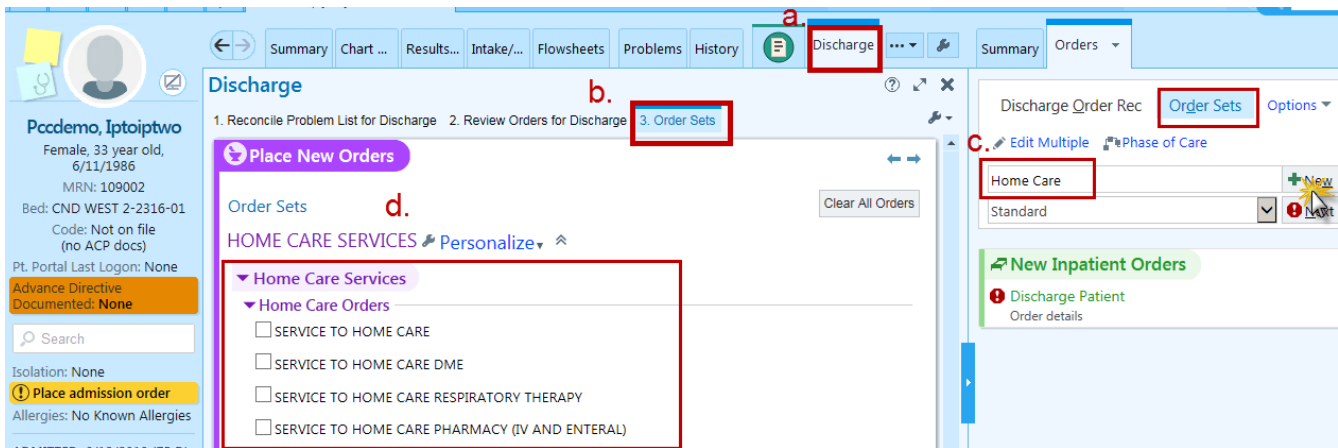 a.
Summary Chart ... Results... Intake/... Flowsheets Problems History Discharge ...
Summary Orders
Pccdemo, Iptoiptwo
Female, 33 year old,
6/11/1986
MRN: 109002
Bed: CND WEST 2-2316-01
Code: Not on file
(no ACP docs)
Pt. Portal Last Logon: None
Advance Directive
Documented: None
Search
Isolation: None
Place admission order
Allergies: No Known Allergies
Discharge
b.
1. Reconcile Problem List for Discharge 2. Review Orders for Discharge 3. Order Sets
Place New Orders
Order Sets
d.
Clear All Orders
HOME CARE SERVICES Personalize
Home Care Services
Home Care Orders
SERVICE TO HOME CARE
SERVICE TO HOME CARE DME
SERVICE TO HOME CARE RESPIRATORY THERAPY
SERVICE TO HOME CARE PHARMACY (IV AND ENTERAL)
Discharge Order Rec Order Sets Options
c.
Edit Multiple Phase of Care
Home Care New
Standard Next
New Inpatient Orders
Discharge Patient
Order details